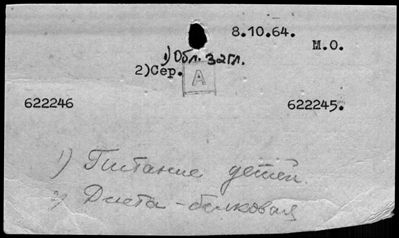 8.10.64.
М.О.
1) Обл. загл.
2)Сер. А
622246 622245.
1) Питание детей.
2) Диета-белковая